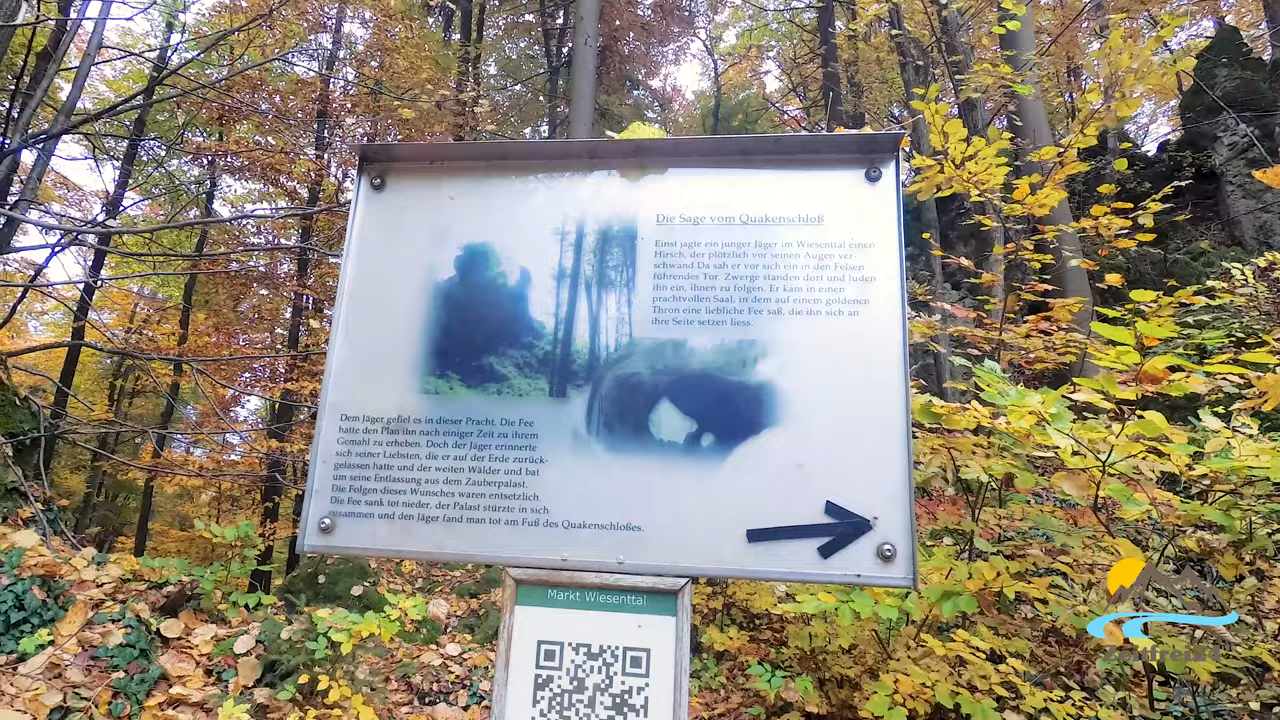 Die Sage vom Quakenschloß
Einst jagte ein junger Jäger im Wiesenttal einen
Hirsch, der plötzlich vor seinen Augen ver-
schwand. Da sah er vor sich ein in den Felsen
führendes Tor. Zwerge standen dort und luden
ihn ein, ihnen zu folgen. Er kam in einen
prachtvollen Saal, in dem auf einem goldenen
Thron eine liebliche Fee saß, die ihn sich an
ihre Seite setzen liess.
Dem Jäger gefiel es in dieser Pracht. Die Fee
hatte den Plan ihn nach einiger Zeit zu ihrem
Gemahl zu erheben. Doch der Jäger erinnerte
sich seiner Liebsten, die er auf der Erde zurück-
gelassen hatte und der weiten Wälder und bat
um seine Entlassung aus dem Zauberpalast.
Die Folgen dieses Wunsches waren entsetzlich.
Die Fee sank tot nieder, der Palast stürzte in sich
zusammen und den Jäger fand man tot am Fuß des Quakenschloßes.
Markt Wiesenttal
Zeitfrei24